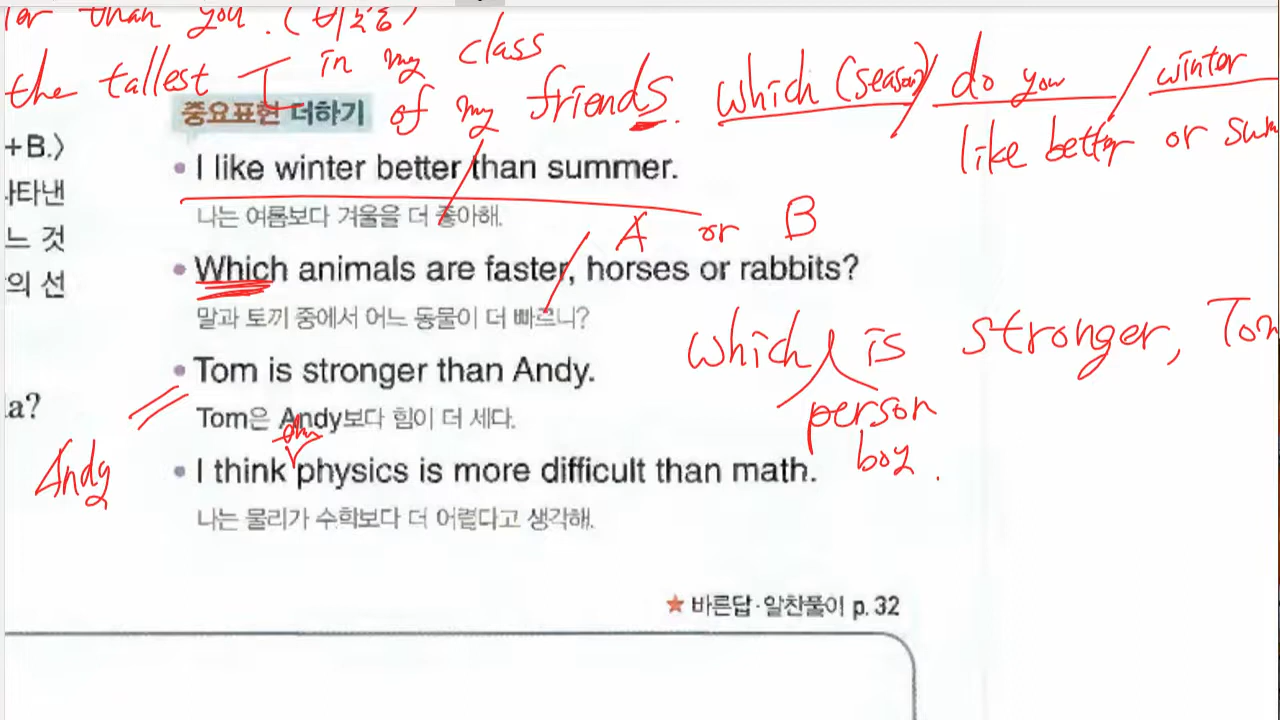 than you. (비교급)
the tallest in my class
of my friends. which (season) do you winter
like better or sum
중요표현 더하기
+B.〉
• I like winter better than summer.
타낸
나는 여름보다 겨울을 더 좋아해.
A or B
느 것
• Which animals are faster, horses or rabbits?
의 선
말과 토끼 중에서 어느 동물이 더 빠르니?
which is stronger, Tom
• Tom is stronger than Andy.
person
boy
a?
Tom은 Andy보다 힘이 더 세다.
Andy
• I think physics is more difficult than math.
나는 물리가 수학보다 더 어렵다고 생각해.
★ 바른답·알찬풀이 p. 32